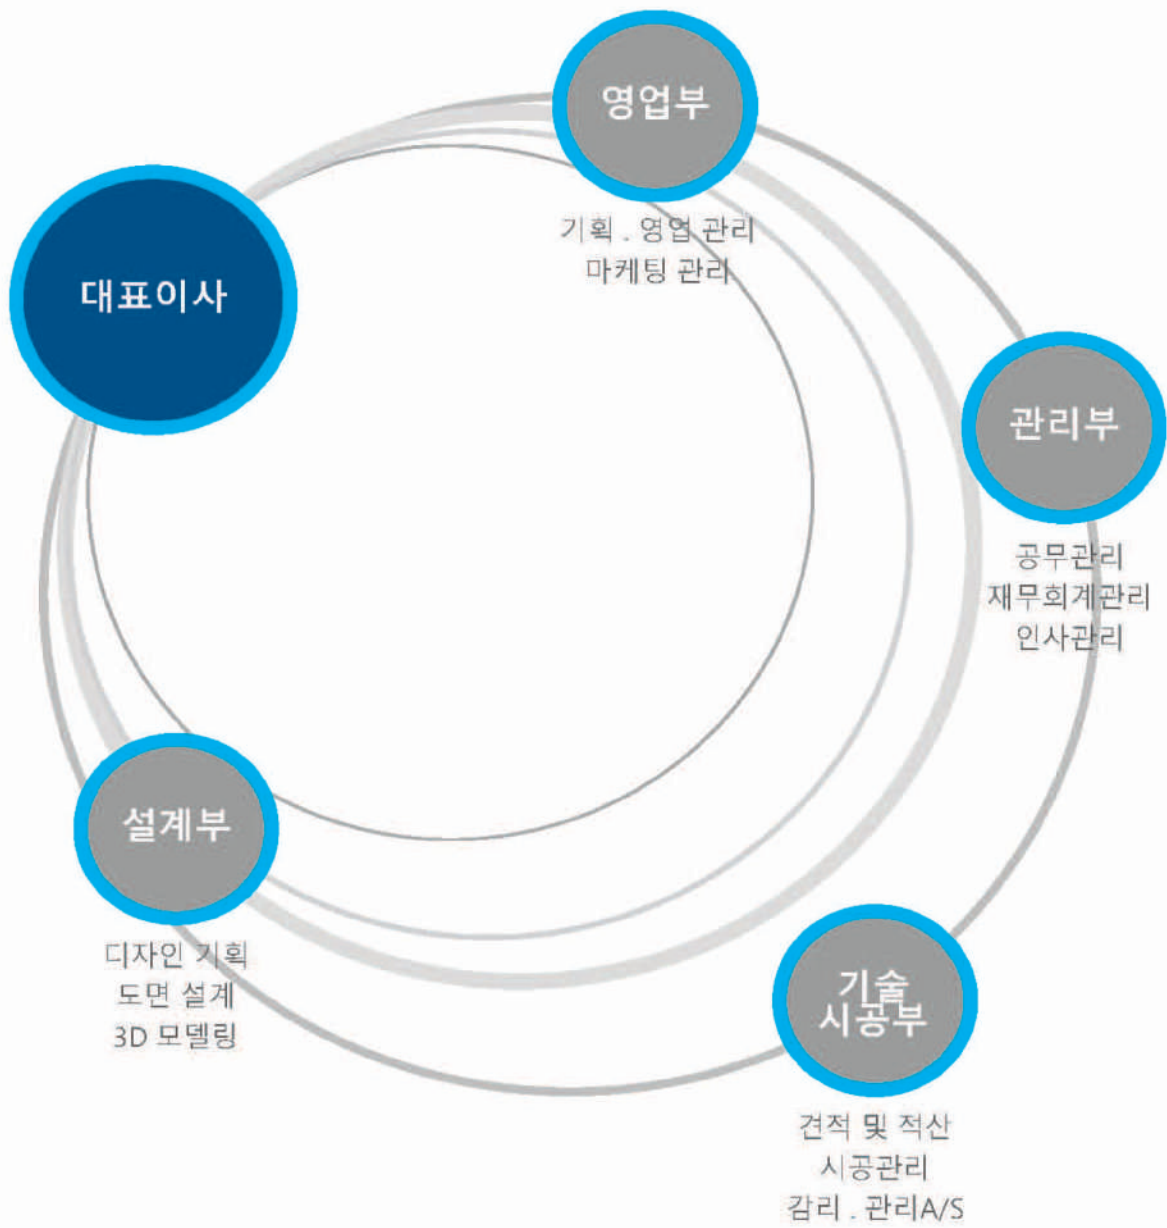 영업부
기획 . 영업 관리
마케팅 관리
대표이사
관리부
공무관리
재무회계관리
인사관리
설계부
디자인 기획
도면 설계
3D 모델링
기술
시공부
견적 및 적산
시공관리
감리 . 관리A/S